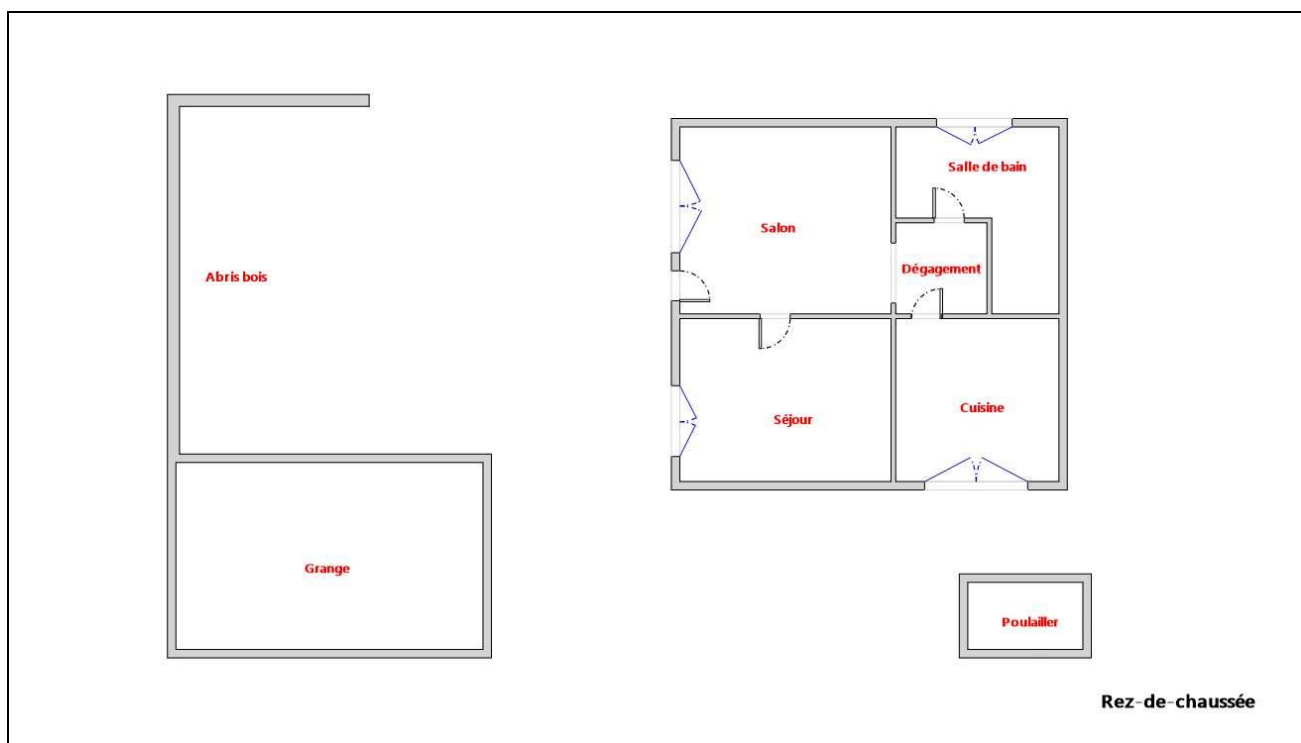 Salle de bain
Salon
Abris bois
Dégagement
Séjour
Cuisine
Grange
Poulailler
Rez-de-chaussée